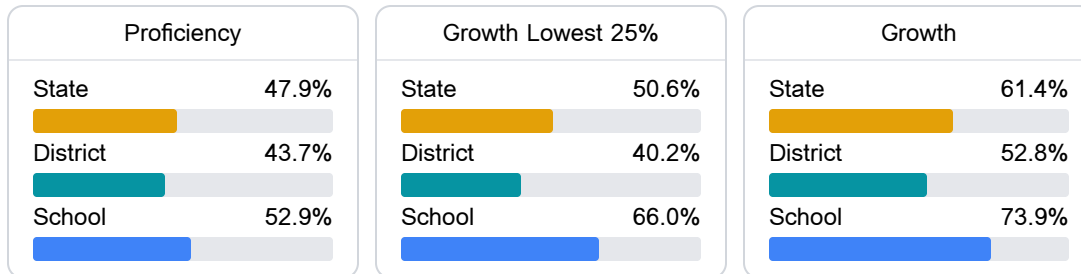 Proficiency
State 47.9%
District 43.7%
School 52.9%
Growth Lowest 25%
State 50.6%
District 40.2%
School 66.0%
Growth
State 61.4%
District 52.8%
School 73.9%